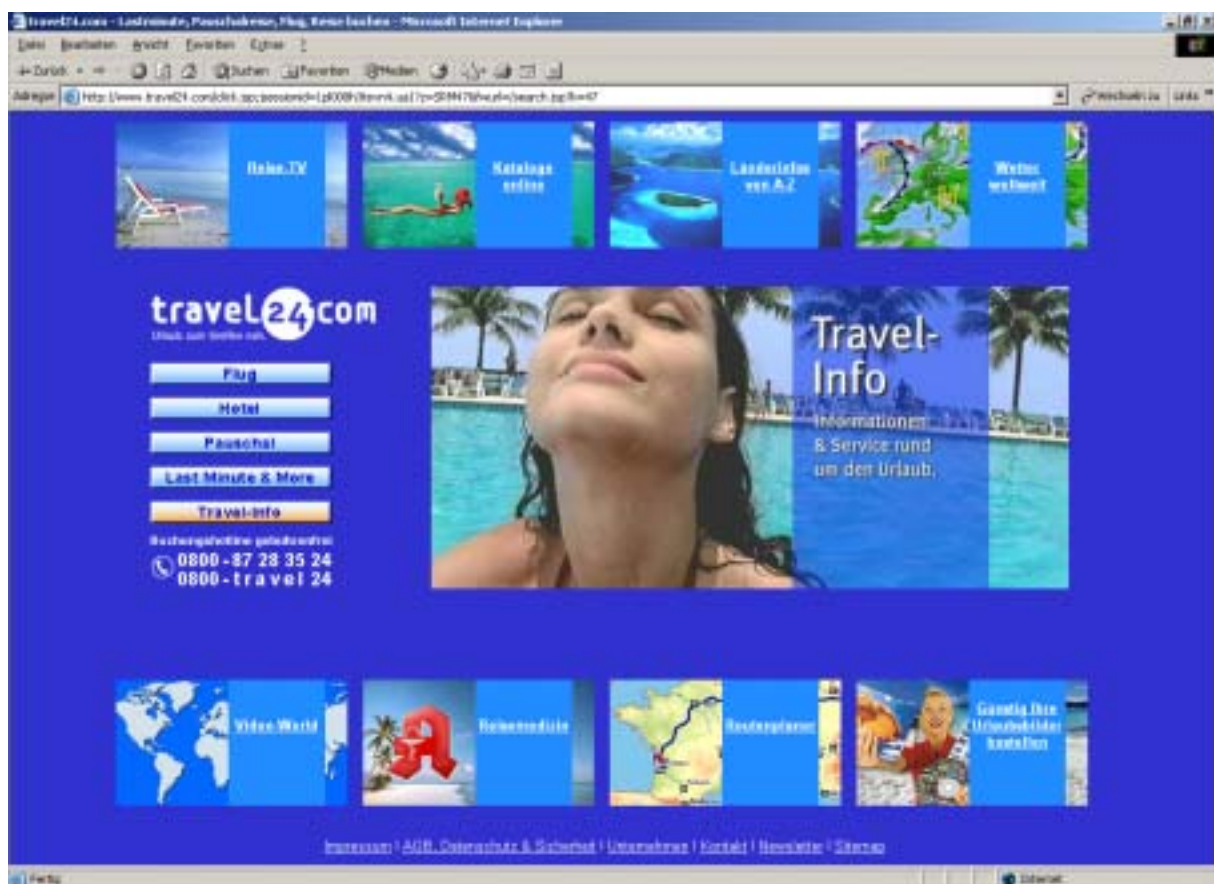 travel24.com - Lastminute, Pauschalreise, Flug, Reise buchen - Microsoft Internet Explorer
Datei Bearbeiten Ansicht Favoriten Extras ?
Zurück Suchen Favoriten Medien
Adresse Wechseln zu Links
Reise-TV
Kataloge
online
Länderinfos
von A-Z
Wetter
weltweit
travel24.com
Urlaub zum Greifen nah.
Flug
Hotel
Pauschal
Last Minute & More
Travel-Info
Buchungshotline gebührenfrei
0800-87 28 35 24
0800-travel 24
Travel-
Info
Informationen
& Service rund
um den Urlaub.
Video World
Reisemedizin
Routenplaner
Günstig Ihre
Urlaubsbilder
bestellen
Impressum | AGB, Datenschutz & Sicherheit | Unternehmen | Kontakt | Newsletter | Sitemap
Fertig Internet